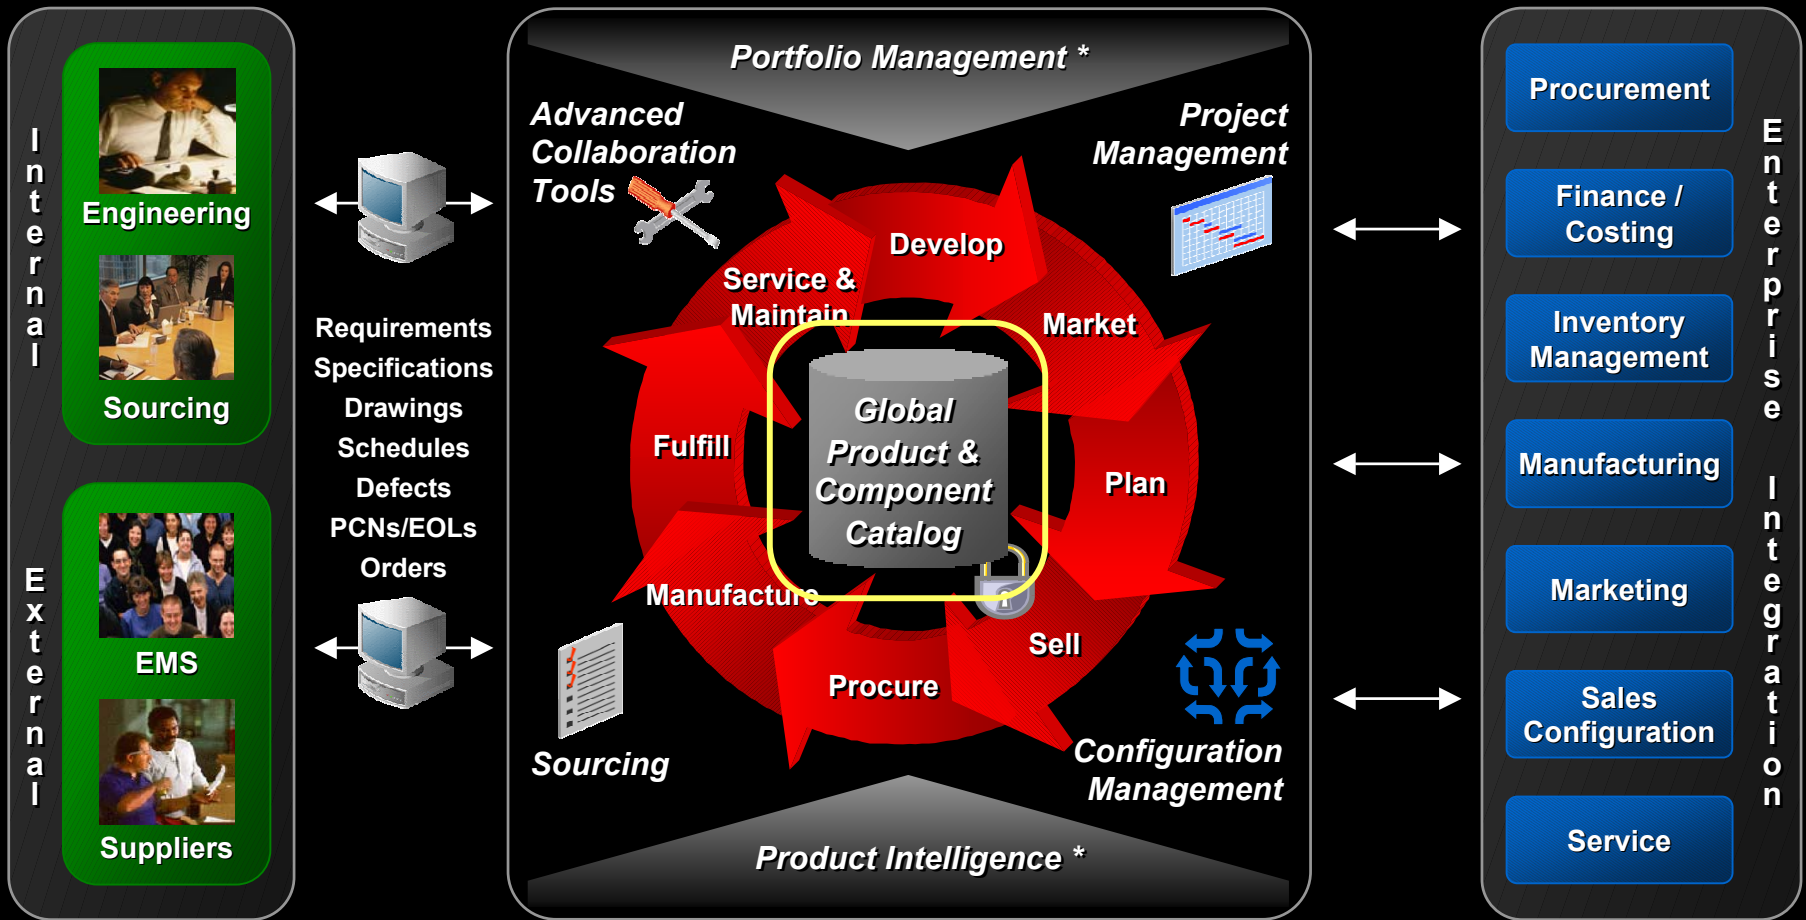 Internal
Engineering
Sourcing
External
EMS
Suppliers
Requirements
Specifications
Drawings
Schedules
Defects
PCNs/EOLs
Orders
Portfolio Management *
Advanced
Collaboration
Tools
Project
Management
Develop
Market
Plan
Sell
Procure
Manufacture
Fulfill
Service &
Maintain
Global
Product &
Component
Catalog
Sourcing
Configuration
Management
Product Intelligence *
Procurement
Finance /
Costing
Inventory
Management
Manufacturing
Marketing
Sales
Configuration
Service
Enterprise Integration